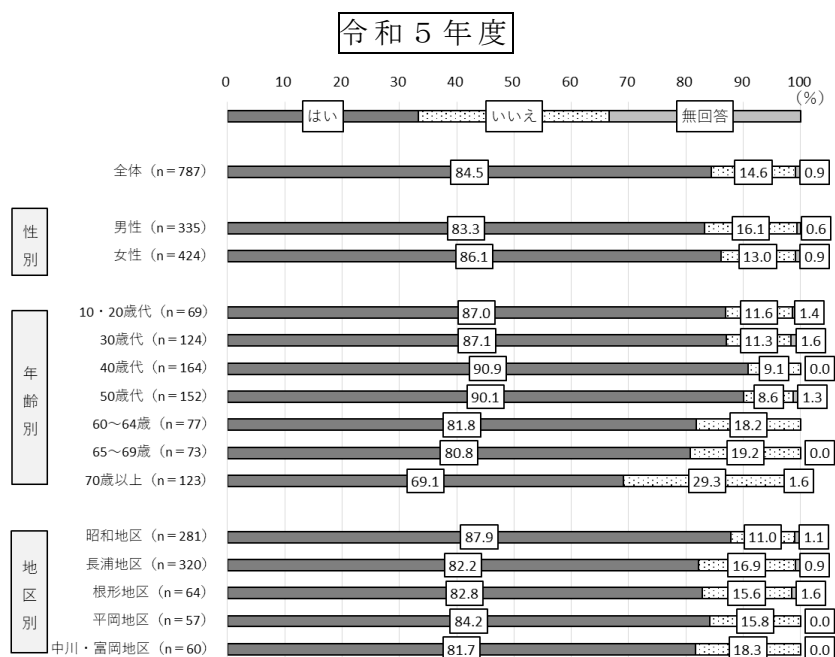 令和５年度
0 10 20 30 40 50 60 70 80 90 100
(%)
はい いいえ 無回答
全体（n＝787） 84.5 14.6 0.9
性別
男性（n＝335） 83.3 16.1 0.6
女性（n＝424） 86.1 13.0 0.9
年齢別
10・20歳代（n＝69） 87.0 11.6 1.4
30歳代（n＝124） 87.1 11.3 1.6
40歳代（n＝164） 90.9 9.1 0.0
50歳代（n＝152） 90.1 8.6 1.3
60～64歳（n＝77） 81.8 18.2
65～69歳（n＝73） 80.8 19.2 0.0
70歳以上（n＝123） 69.1 29.3 1.6
地区別
昭和地区（n＝281） 87.9 11.0 1.1
長浦地区（n＝320） 82.2 16.9 0.9
根形地区（n＝64） 82.8 15.6 1.6
平岡地区（n＝57） 84.2 15.8 0.0
中川・富岡地区（n＝60） 81.7 18.3 0.0